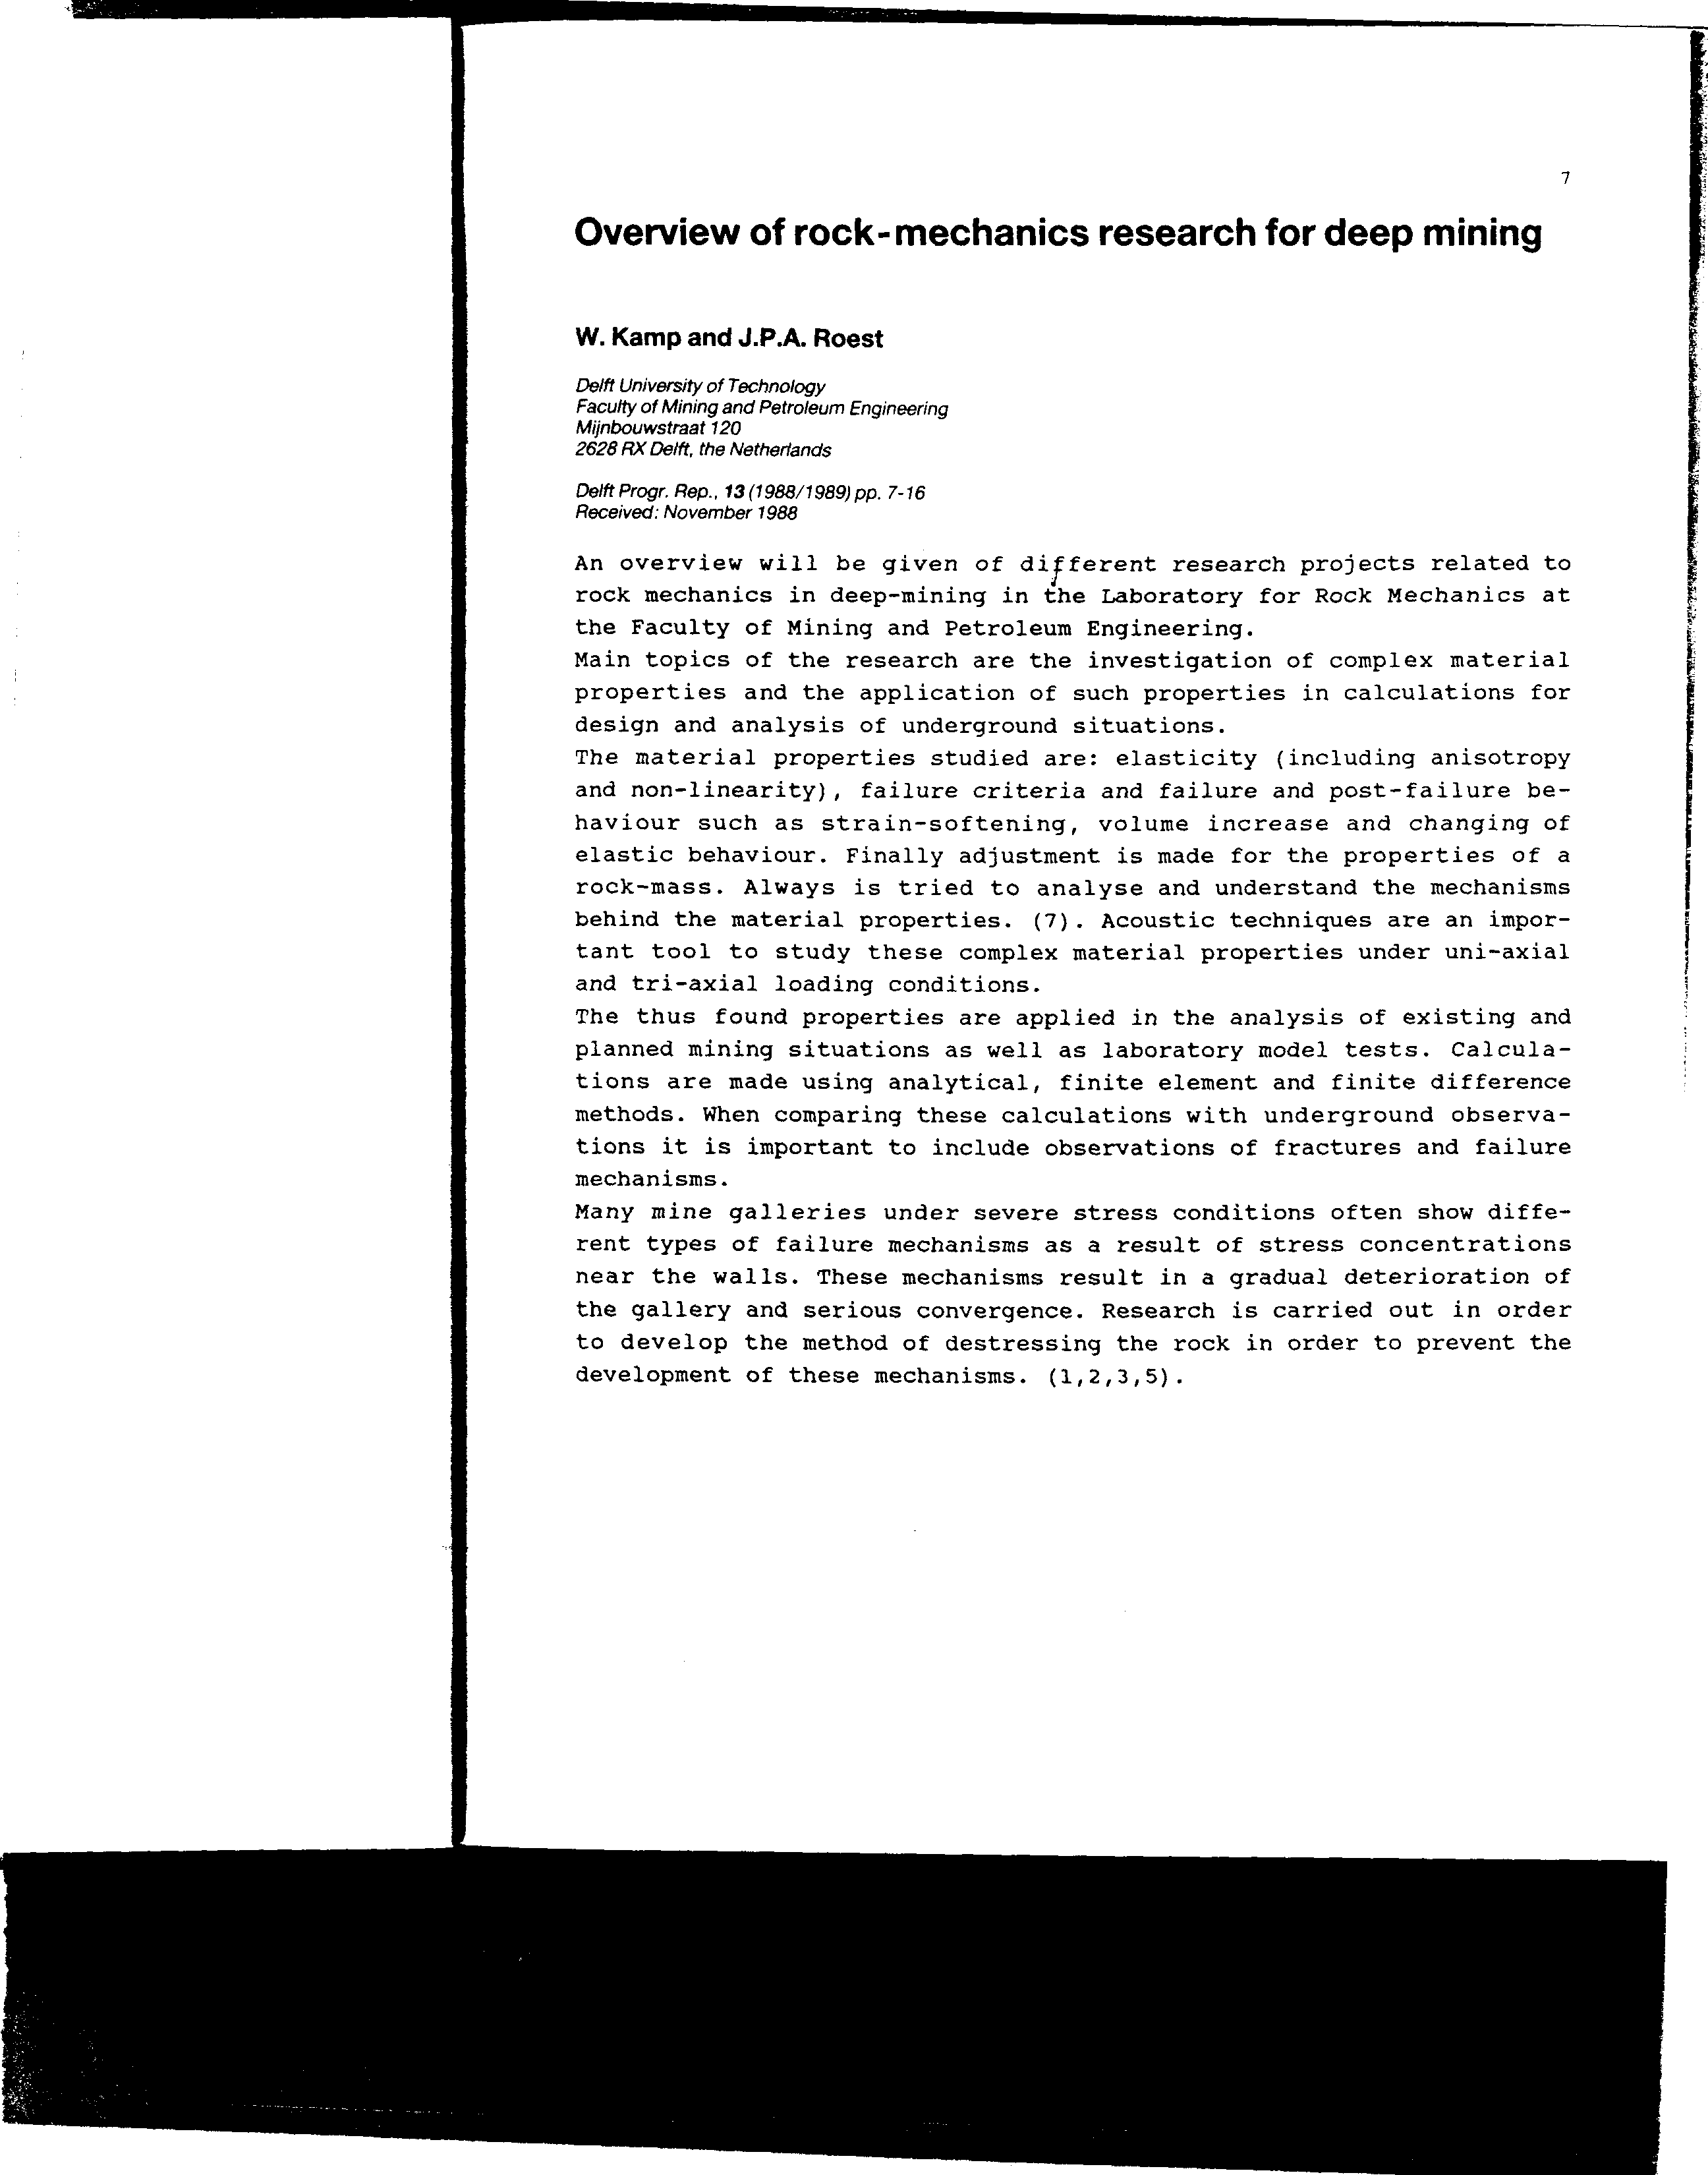 7
Overview of rock-mechanics research for deep mining
W. Kamp and J.P.A. Roest
Delft University of Technology
Faculty of Mining and Petroleum Engineering
Mijnbouwstraat 120
2628 RX Delft, the Netherlands
Delft Progr. Rep., 13 (1988/1989) pp. 7-16
Received: November 1988
An overview will be given of different research projects related to
rock mechanics in deep-mining in the Laboratory for Rock Mechanics at
the Faculty of Mining and Petroleum Engineering.
Main topics of the research are the investigation of complex material
properties and the application of such properties in calculations for
design and analysis of underground situations.
The material properties studied are: elasticity (including anisotropy
and non-linearity), failure criteria and failure and post-failure be-
haviour such as strain-softening, volume increase and changing of
elastic behaviour. Finally adjustment is made for the properties of a
rock-mass. Always is tried to analyse and understand the mechanisms
behind the material properties. (7). Acoustic techniques are an impor-
tant tool to study these complex material properties under uni-axial
and tri-axial loading conditions.
The thus found properties are applied in the analysis of existing and
planned mining situations as well as laboratory model tests. Calcula-
tions are made using analytical, finite element and finite difference
methods. When comparing these calculations with underground observa-
tions it is important to include observations of fractures and failure
mechanisms.
Many mine galleries under severe stress conditions often show diffe-
rent types of failure mechanisms as a result of stress concentrations
near the walls. These mechanisms result in a gradual deterioration of
the gallery and serious convergence. Research is carried out in order
to develop the method of destressing the rock in order to prevent the
development of these mechanisms. (1,2,3,5).